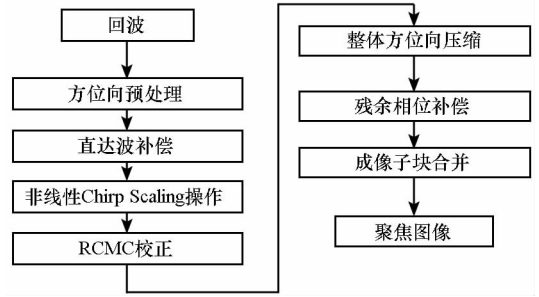 回波
方位向预处理
直达波补偿
非线性Chirp Scaling操作
RCMC校正
整体方位向压缩
残余相位补偿
成像子块合并
聚焦图像